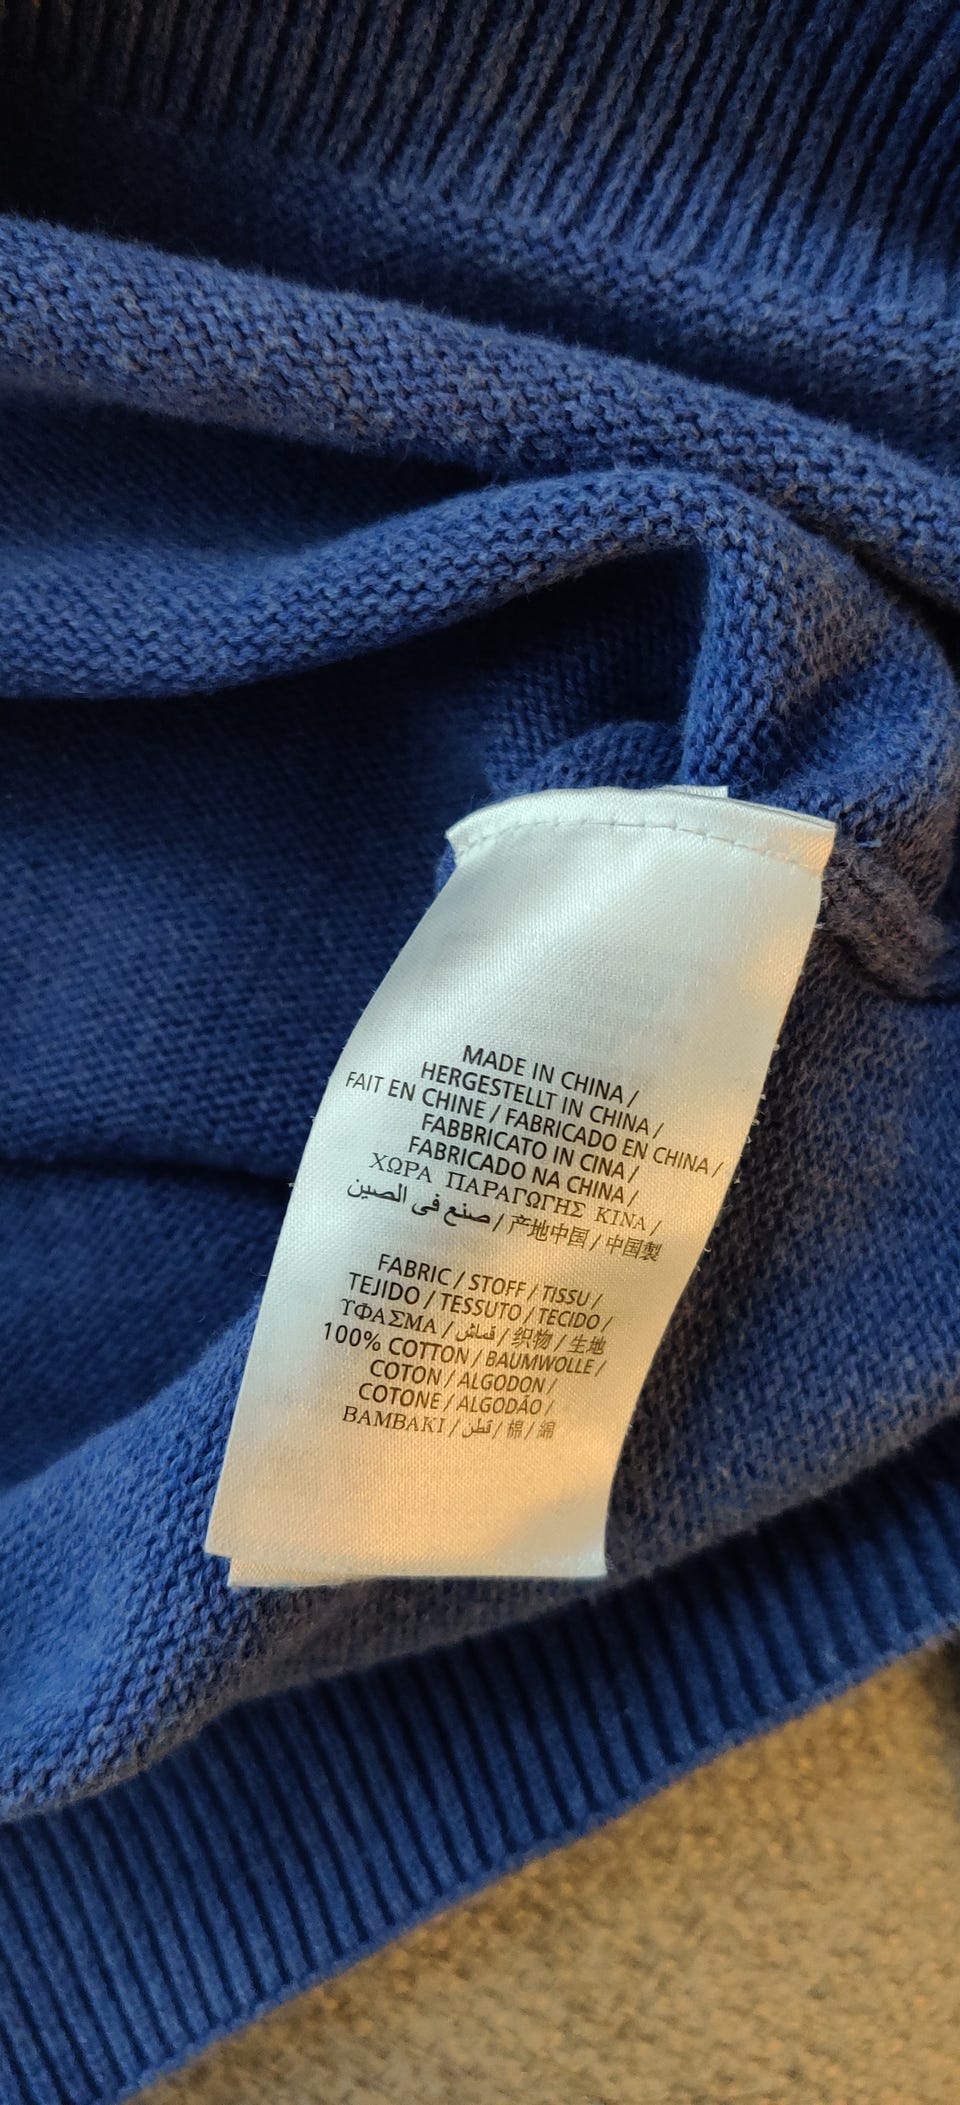 MADE IN CHINA /
HERGESTELLT IN CHINA /
FAIT EN CHINE / FABRICADO EN CHINA /
FABBRICATO IN CINA /
FABRICADO NA CHINA /
ΧΩΡΑ ΠΑΡΑΓΩΓΗΣ ΚΙΝΑ /
صنع في الصين / 产地中国 / 中国製
FABRIC / STOFF / TISSU /
TEJIDO / TESSUTO / TECIDO /
ΥΦΑΣΜΑ / قماش / 织物 / 生地
100% COTTON / BAUMWOLLE /
COTON / ALGODON /
COTONE / ALGODÃO /
ΒΑΜΒΑΚΙ / قطن / 棉 / 綿